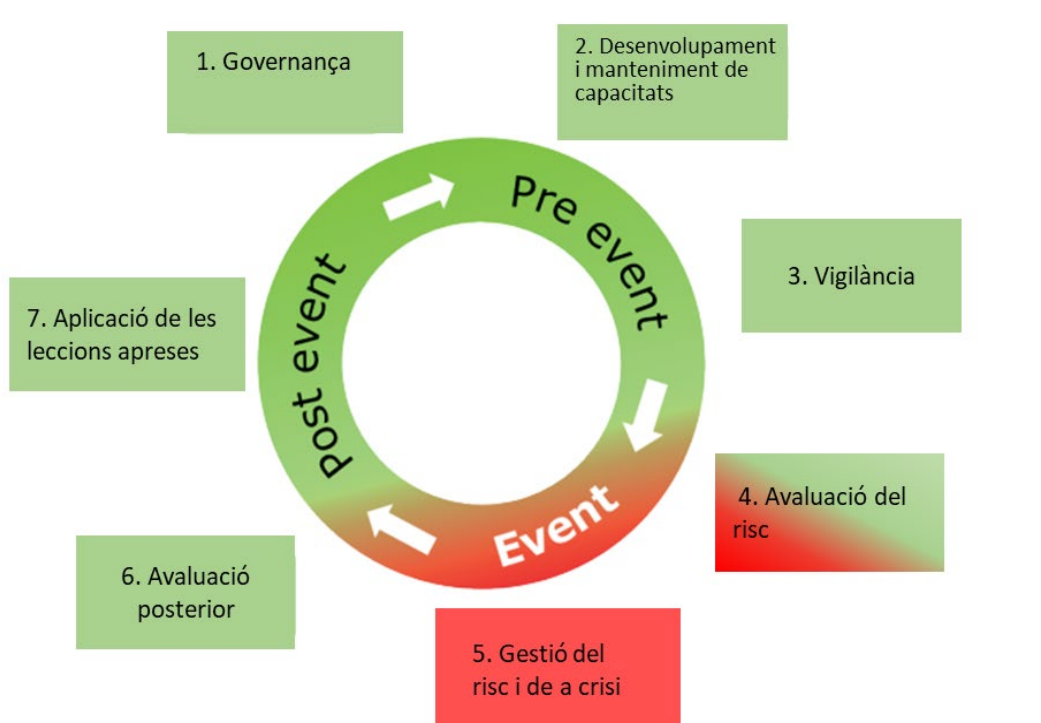 1. Governança
2. Desenvolupament
i manteniment de
capacitats
Pre event
3. Vigilància
4. Avaluació del
risc
Event
5. Gestió del
risc i de a crisi
6. Avaluació
posterior
Post event
7. Aplicació de les
leccions apreses